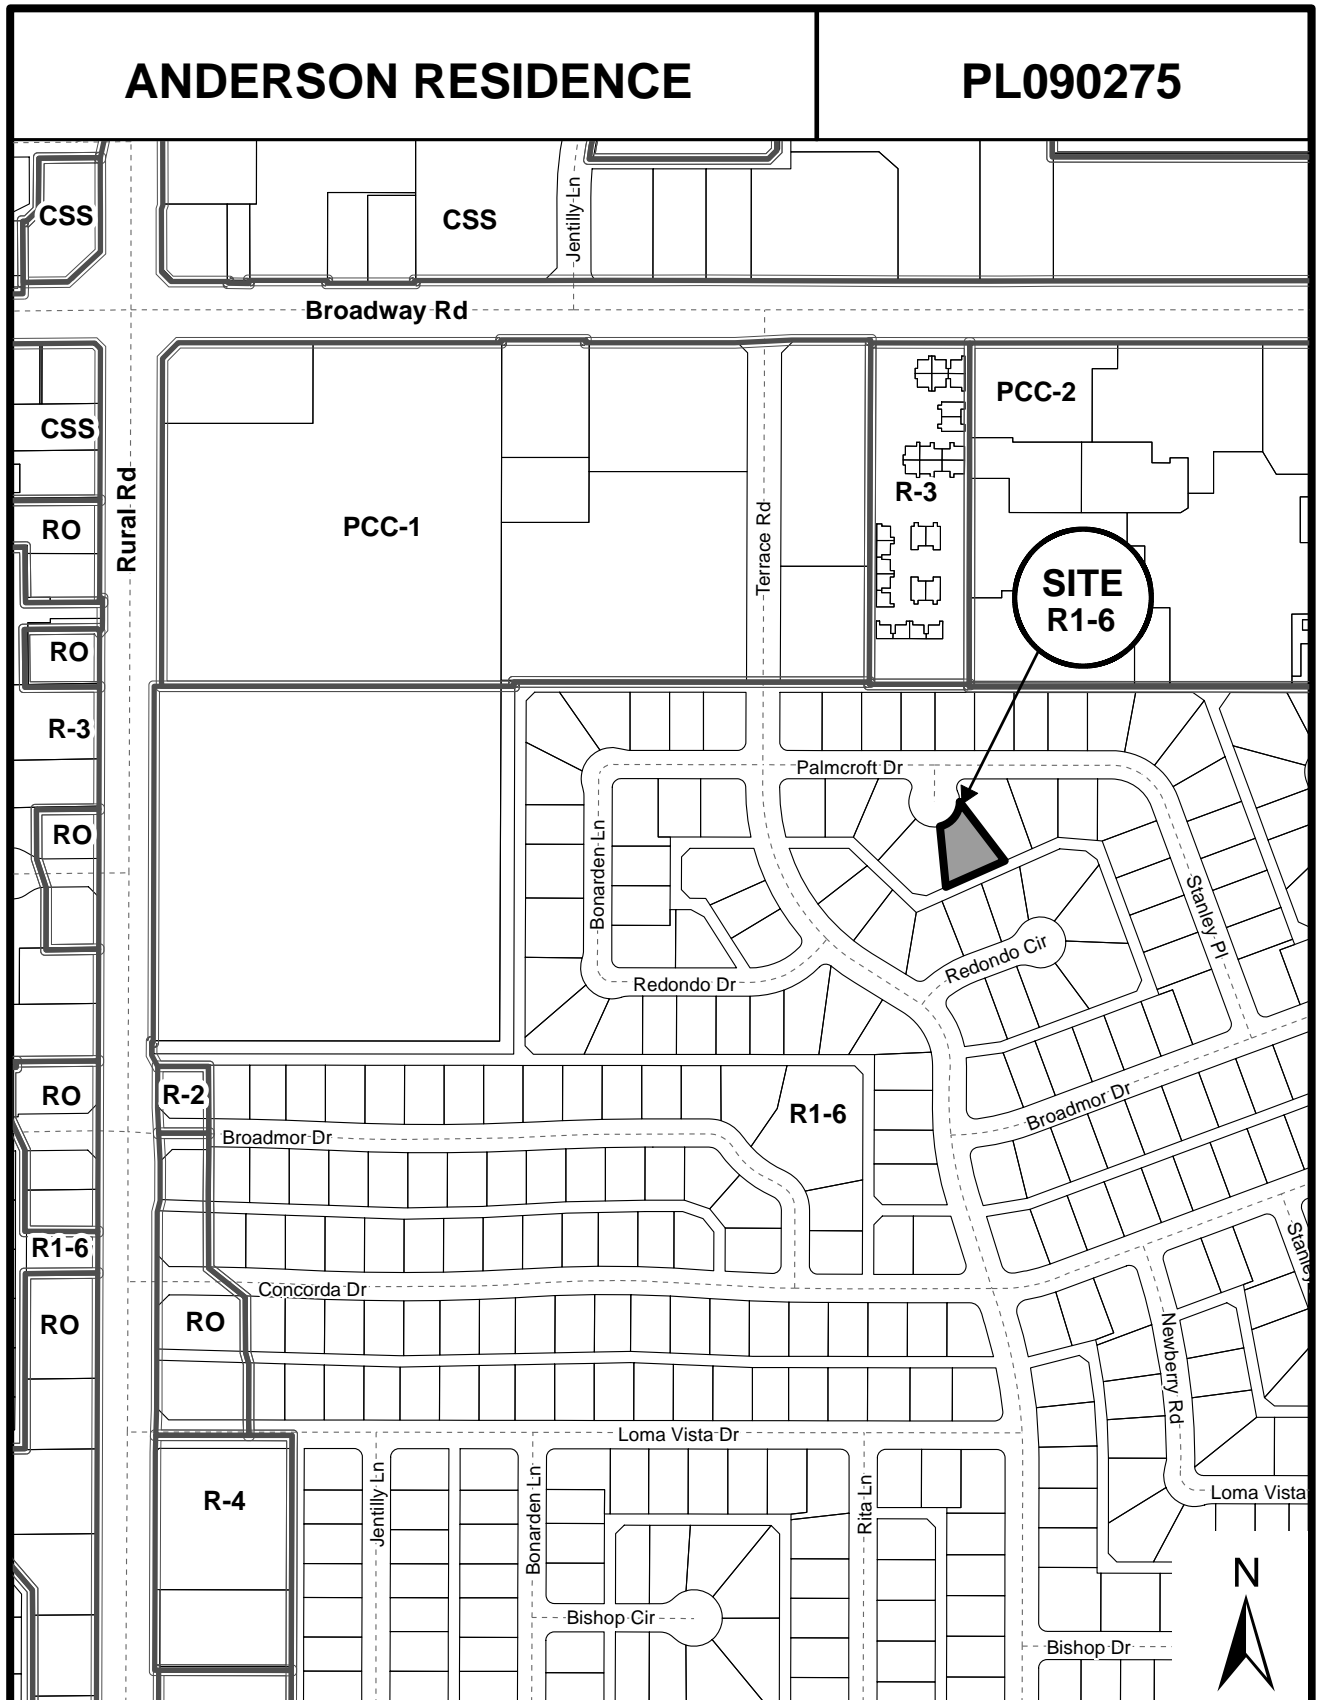 ANDERSON RESIDENCE
PL090275
CSS
CSS
Jentilly Ln
Broadway Rd
CSS
PCC-2
Rural Rd
R-3
RO
PCC-1
Terrace Rd
SITE
R1-6
RO
R-3
Palmcroft Dr
RO
Bonarden Ln
Stanley Pl
Redondo Cir
Redondo Dr
RO
R-2
Broadmor Dr
R1-6
Broadmor Dr
R1-6
Stanley
Concorda Dr
RO
RO
Newberry Rd
Loma Vista Dr
R-4
Jentilly Ln
Bonarden Ln
Rita Ln
Loma Vista
N
Bishop Cir
Bishop Dr